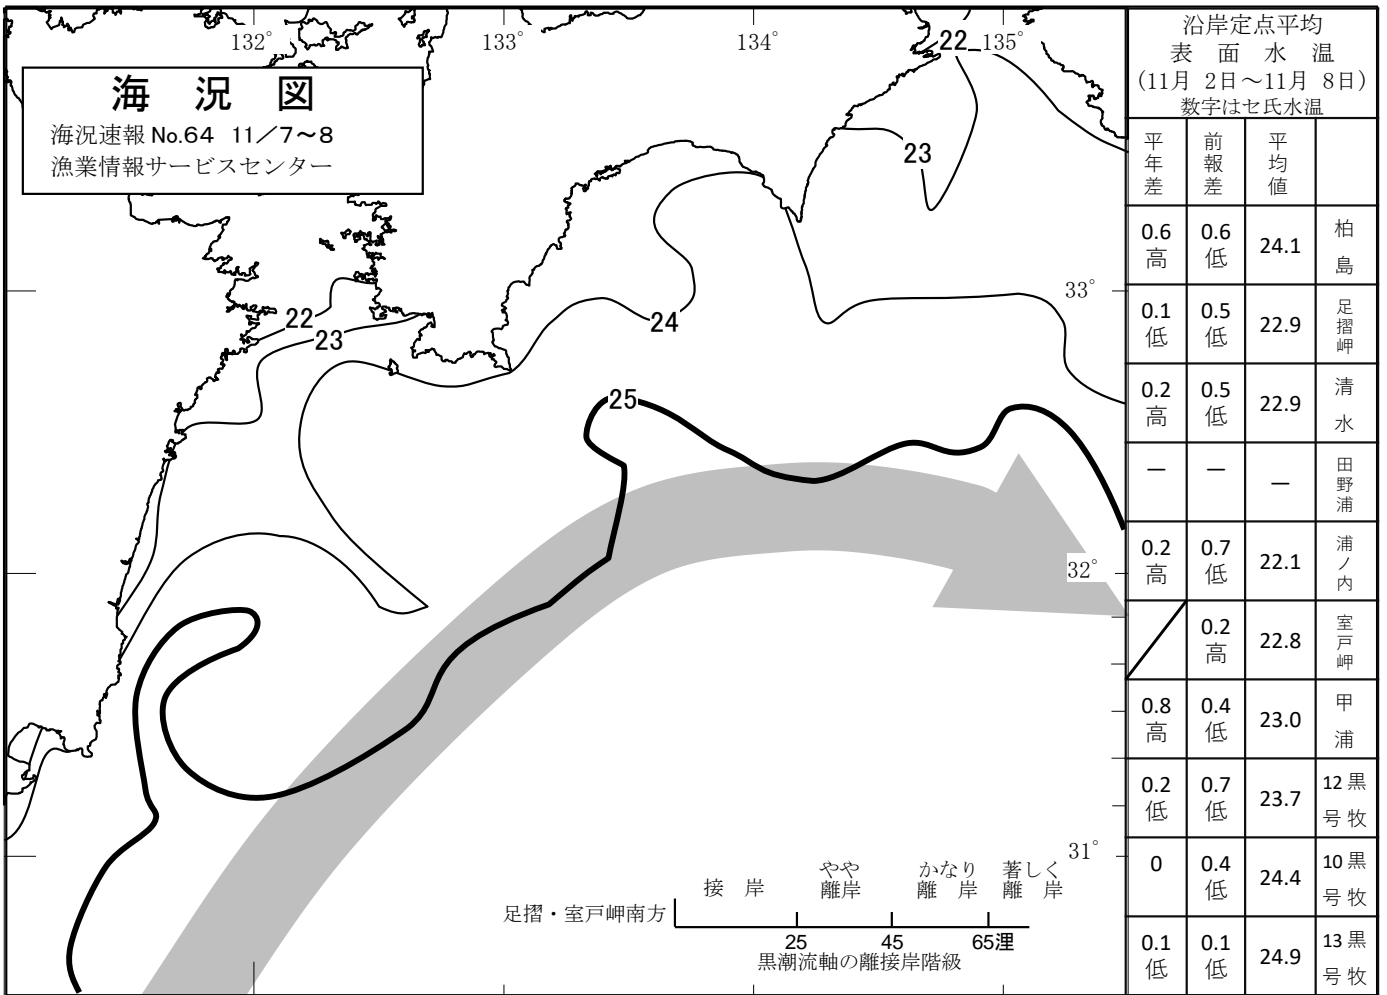 海況図
海況速報 No.64 11／7～8
漁業情報サービスセンター
132°
133°
134°
135°
22
23
24
22
23
25
33°
32°
31°
接岸
やや離岸
かなり離岸
著しく離岸
足摺・室戸岬南方
25 45 65浬
黒潮流軸の離接岸階級
沿岸定点平均
表面水温
(11月 2日～11月 8日)
数字はセ氏水温
平年差 前報差 平均値
0.6高 0.6低 24.1 柏島
0.1低 0.5低 22.9 足摺岬
0.2高 0.5低 22.9 清水
— — — 田野浦
0.2高 0.7低 22.1 浦ノ内
0.2高 22.8 室戸岬
0.8高 0.4低 23.0 甲浦
0.2低 0.7低 23.7 黒牧12号
0 0.4低 24.4 黒牧10号
0.1低 0.1低 24.9 黒牧13号